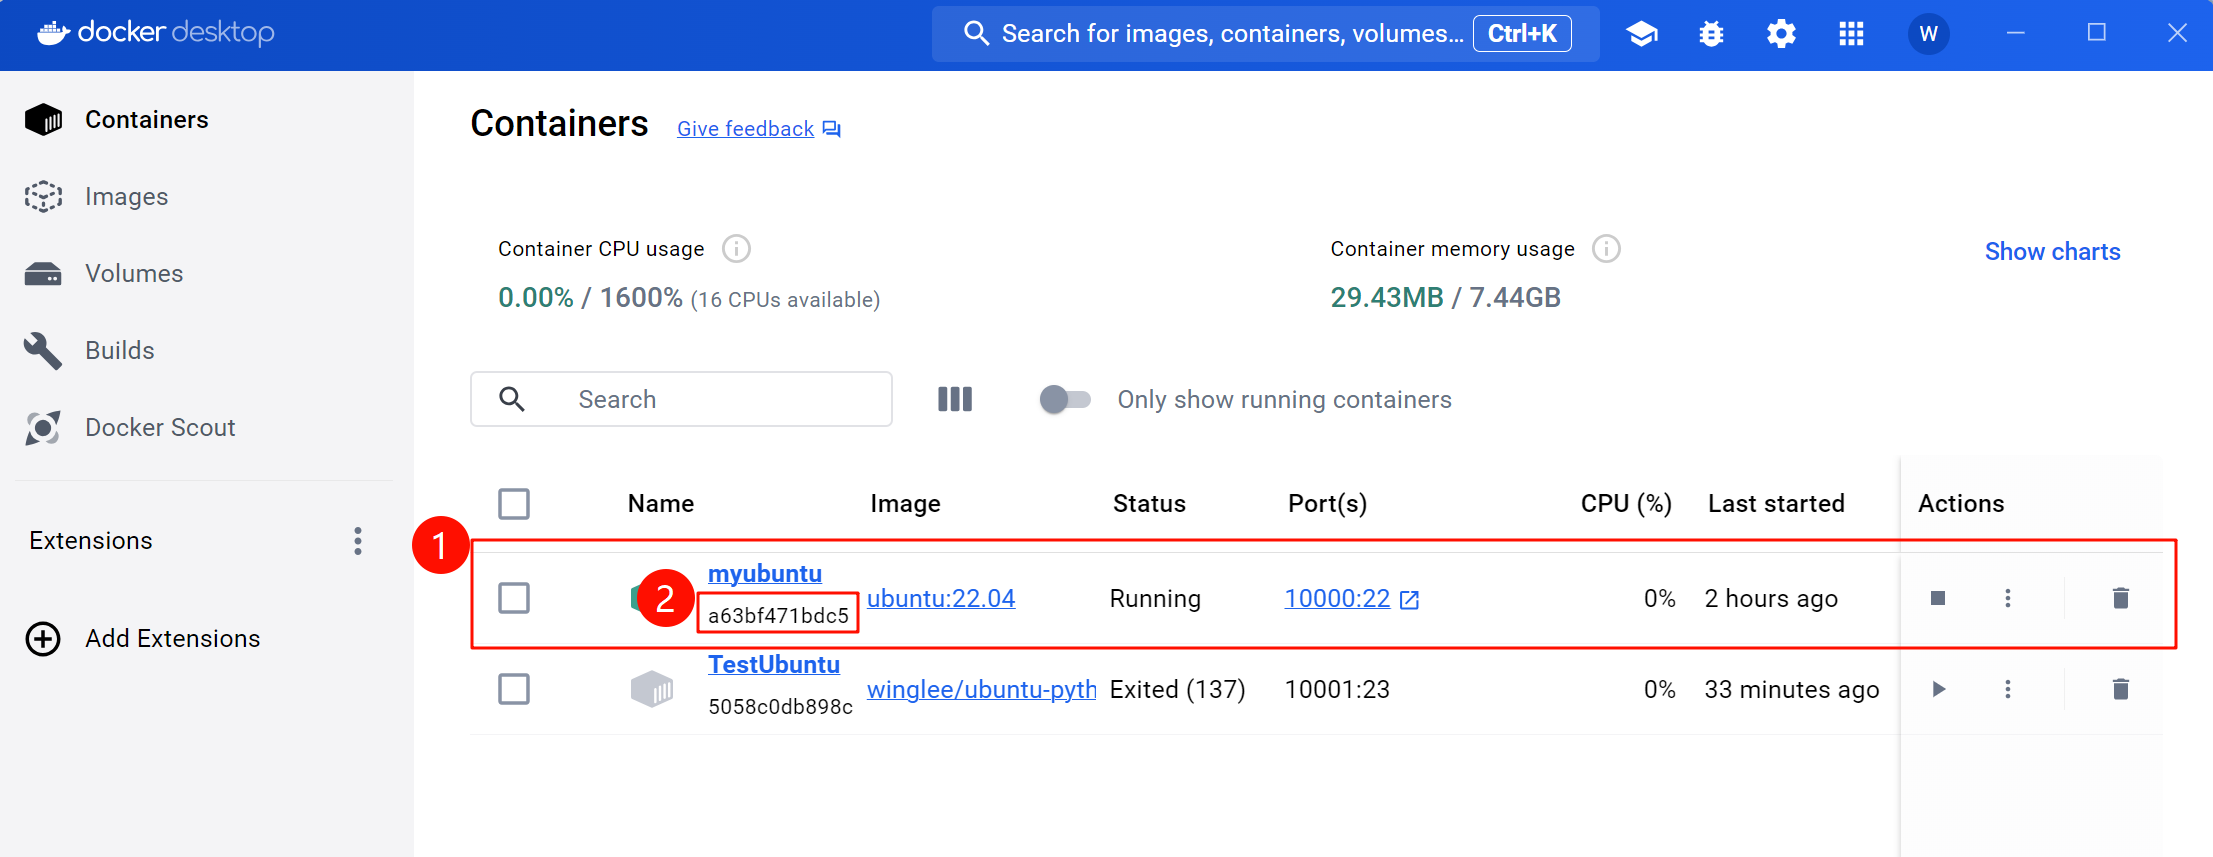 docker desktop
Search for images, containers, volumes... Ctrl+K
W
Containers
Images
Volumes
Builds
Docker Scout
Extensions
Add Extensions
Containers Give feedback
Container CPU usage
0.00% / 1600% (16 CPUs available)
Container memory usage
29.43MB / 7.44GB
Show charts
Search
Only show running containers
Name Image Status Port(s) CPU (%) Last started Actions
1
myubuntu
2
a63bf471bdc5
ubuntu:22.04 Running 10000:22 0% 2 hours ago
TestUbuntu
5058c0db898c
winglee/ubuntu-pyth Exited (137) 10001:23 0% 33 minutes ago